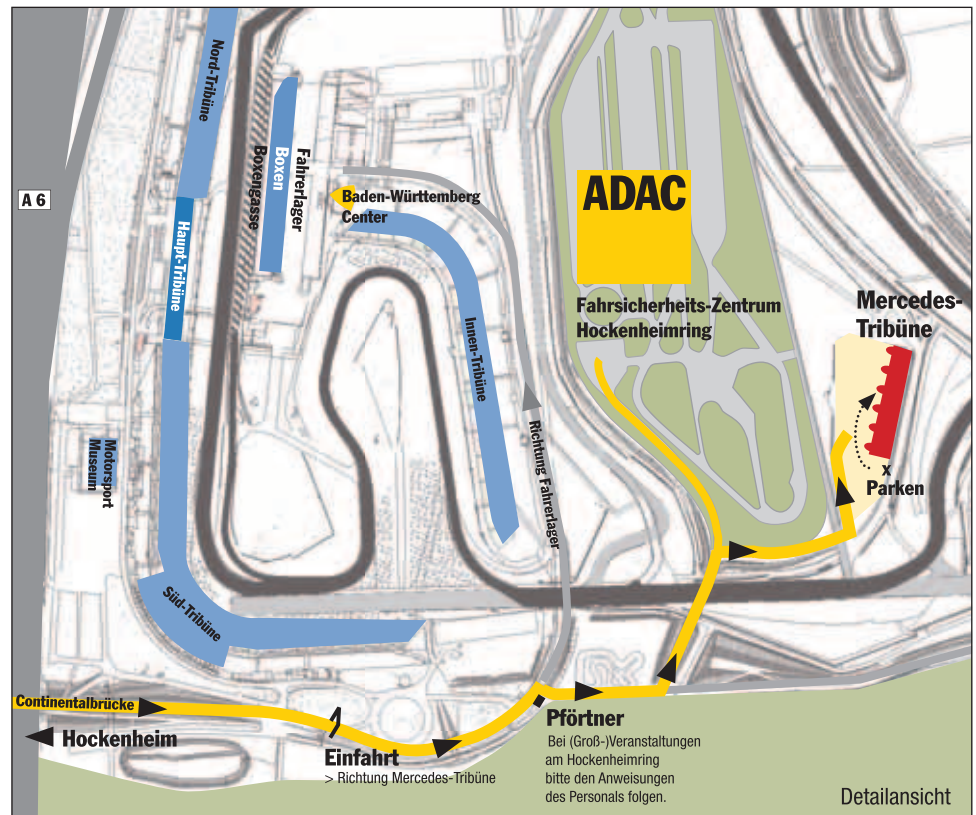 Nord-Tribüne
A 6
Haupt-Tribüne
Boxengasse
Boxen
Fahrerlager
Baden-Württemberg
Center
ADAC
Fahrsicherheits-Zentrum
Hockenheimring
Mercedes-
Tribüne
Innen-Tribüne
Richtung Fahrerlager
x
Parken
Motorsport
Museum
Süd-Tribüne
Continentalbrücke
Hockenheim
Einfahrt
> Richtung Mercedes-Tribüne
Pförtner
Bei (Groß-)Veranstaltungen
am Hockenheimring
bitte den Anweisungen
des Personals folgen.
Detailansicht